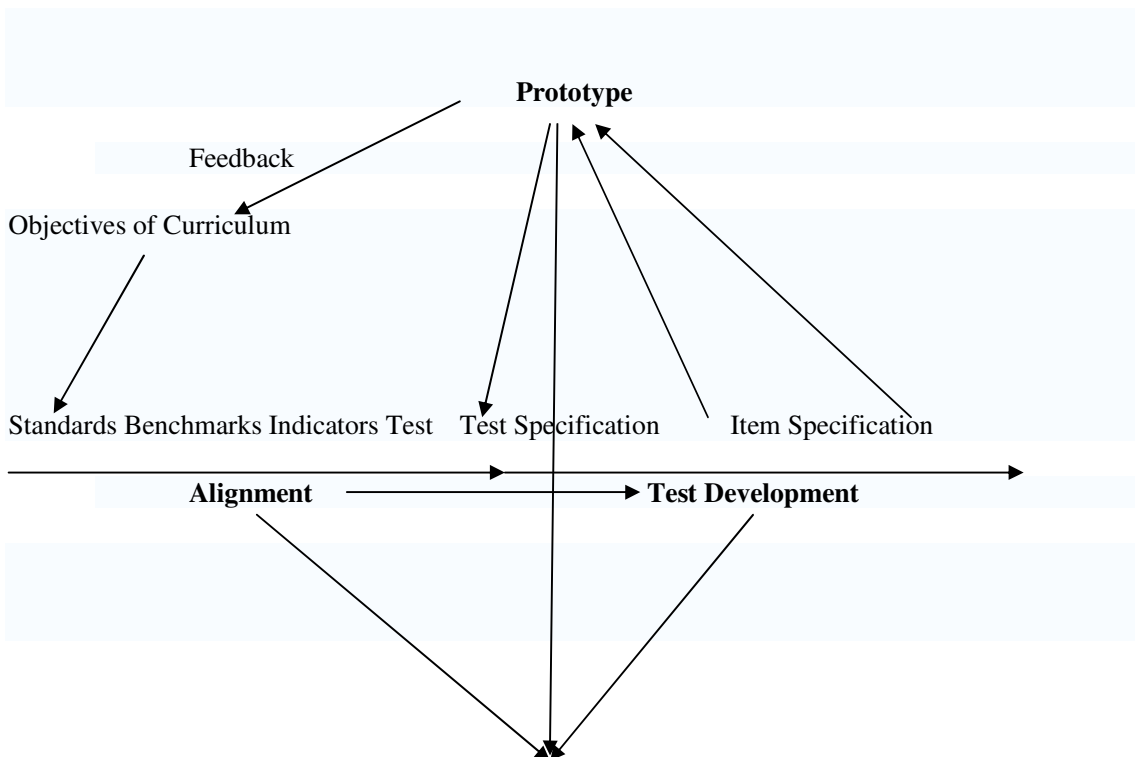 Prototype
Feedback
Objectives of Curriculum
Standards Benchmarks Indicators Test Test Specification Item Specification
Alignment Test Development